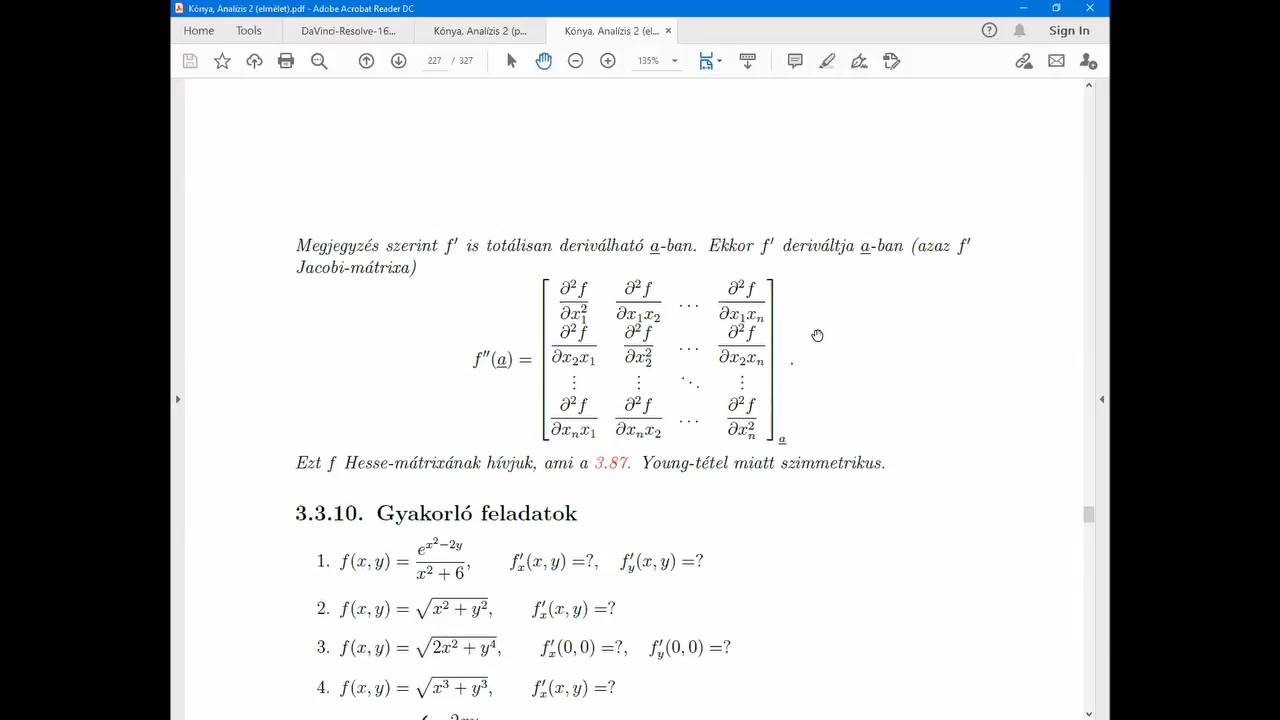 Kónya, Analízis 2 (elmélet).pdf - Adobe Acrobat Reader DC
Home Tools DaVinci-Resolve-16... Kónya, Analízis 2 (p... Kónya, Analízis 2 (el... × Sign In
227 / 327 135%
Megjegyzés szerint f′ is totálisan deriválható a-ban. Ekkor f′ deriváltja a-ban (azaz f′
Jacobi-mátrixa)
f″(a) = [ ∂²f/∂x₁² ∂²f/∂x₁x₂ ⋯ ∂²f/∂x₁xₙ
∂²f/∂x₂x₁ ∂²f/∂x₂² ⋯ ∂²f/∂x₂xₙ
⋮ ⋮ ⋱ ⋮
∂²f/∂xₙx₁ ∂²f/∂xₙx₂ ⋯ ∂²f/∂xₙ² ]a .
Ezt f Hesse-mátrixának hívjuk, ami a 3.87. Young-tétel miatt szimmetrikus.
3.3.10. Gyakorló feladatok
1. f(x, y) = e^(x²−2y)/(x² + 6), f′x(x, y) =?, f′y(x, y) =?
2. f(x, y) = √(x² + y²), f′x(x, y) =?
3. f(x, y) = √(2x² + y⁴), f′x(0, 0) =?, f′y(0, 0) =?
4. f(x, y) = √(x³ + y³), f′x(x, y) =?